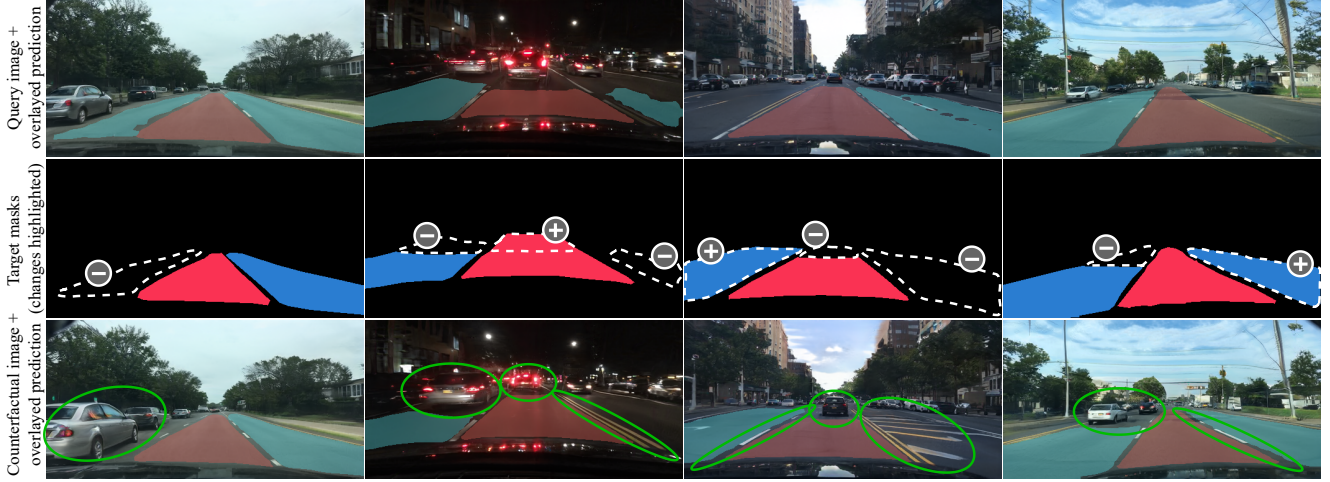 Query image +
overlayed prediction
Target masks
(changes highlighted)
Counterfactual image +
overlayed prediction